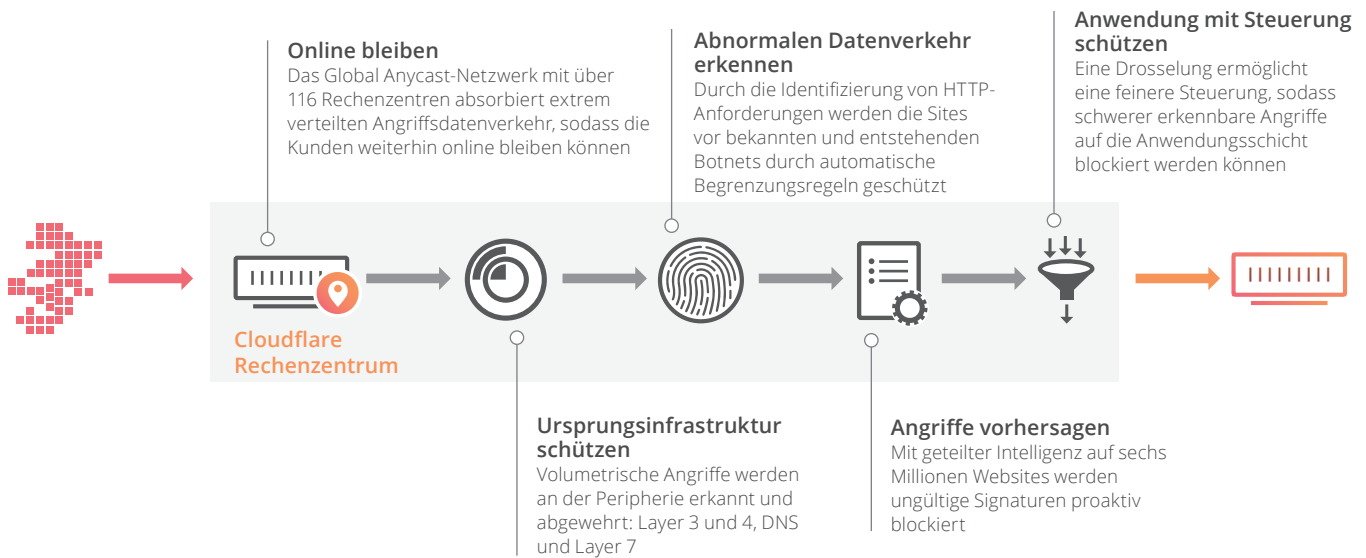 Online bleiben
Das Global Anycast-Netzwerk mit über
116 Rechenzentren absorbiert extrem
verteilten Angriffsdatenverkehr, sodass die
Kunden weiterhin online bleiben können
Abnormalen Datenverkehr
erkennen
Durch die Identifizierung von HTTP-
Anforderungen werden die Sites
vor bekannten und entstehenden
Botnets durch automatische
Begrenzungsregeln geschützt
Anwendung mit Steuerung
schützen
Eine Drosselung ermöglicht
eine feinere Steuerung, sodass
schwerer erkennbare Angriffe
auf die Anwendungsschicht
blockiert werden können
Cloudflare
Rechenzentrum
Ursprungsinfrastruktur
schützen
Volumetrische Angriffe werden
an der Peripherie erkannt und
abgewehrt: Layer 3 und 4, DNS
und Layer 7
Angriffe vorhersagen
Mit geteilter Intelligenz auf sechs
Millionen Websites werden
ungültige Signaturen proaktiv
blockiert